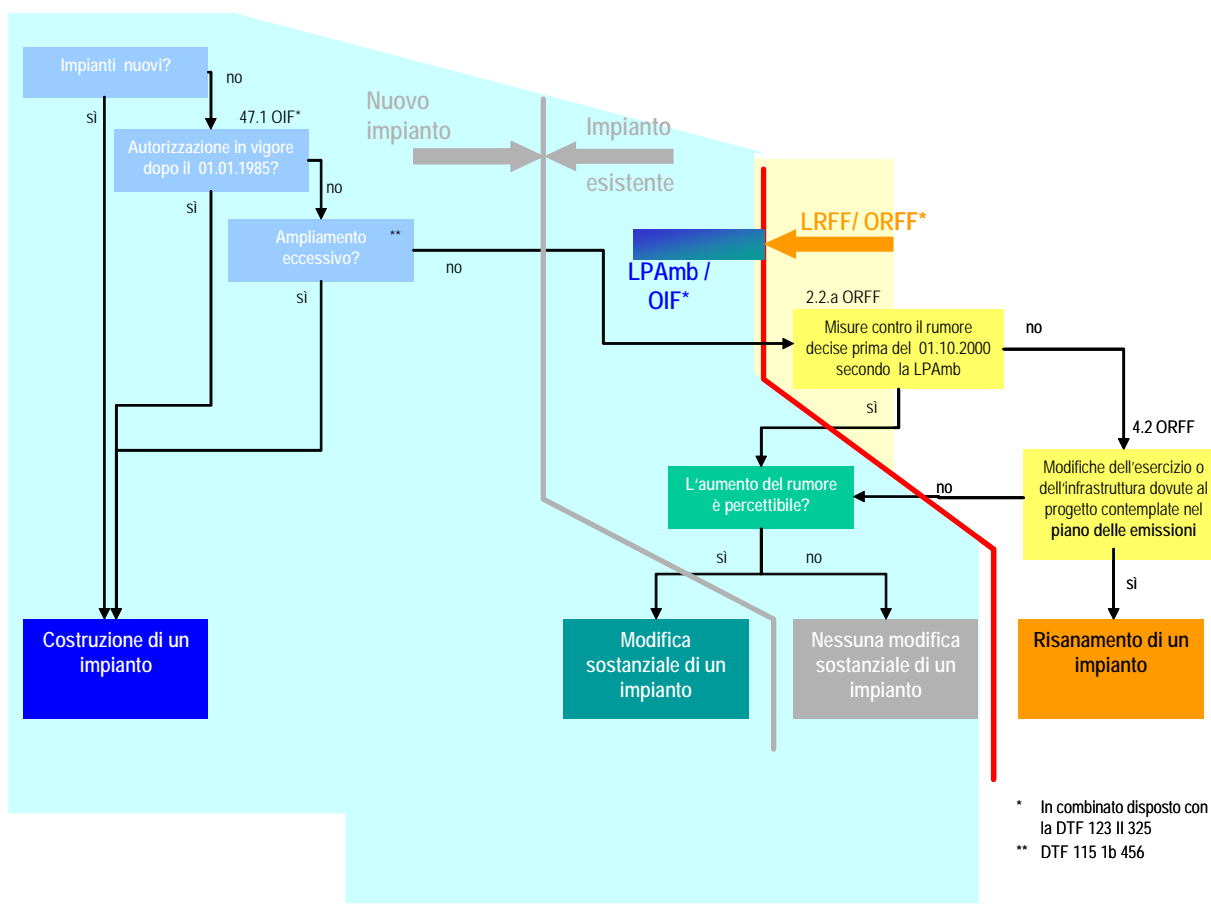 Impianti nuovi?
no
sì
47.1 OIF*
Autorizzazione in vigore
dopo il 01.01.1985?
no
sì
Ampliamento **
eccessivo?
no
sì
Nuovo
impianto
Impianto
esistente
LRFF/ ORFF*
LPAmb /
OIF*
2.2.a ORFF
Misure contro il rumore
decise prima del 01.10.2000
secondo la LPAmb
no
sì
4.2 ORFF
Modifiche dell'esercizio o
dell'infrastruttura dovute al
progetto contemplate nel
piano delle emissioni
no
sì
L'aumento del rumore
è percettibile?
sì
no
Costruzione di un
impianto
Modifica
sostanziale di un
impianto
Nessuna modifica
sostanziale di un
impianto
Risanamento di un
impianto
* In combinato disposto con
la DTF 123 II 325
** DTF 115 1b 456